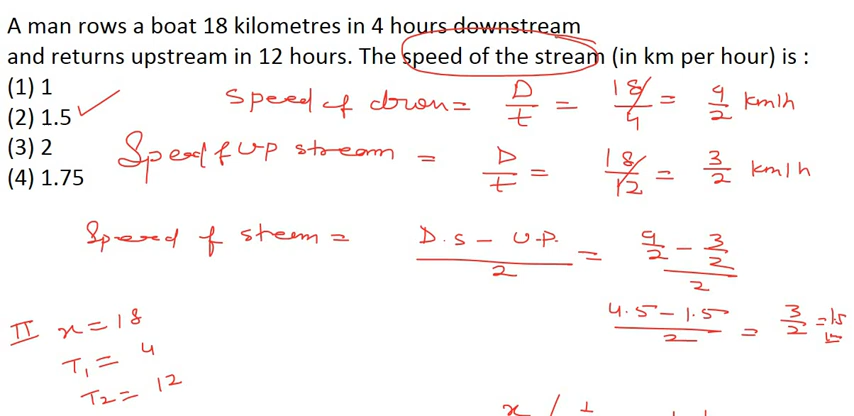 A man rows a boat 18 kilometres in 4 hours downstream
and returns upstream in 12 hours. The speed of the stream (in km per hour) is :
(1) 1
(2) 1.5 ✓
(3) 2
(4) 1.75
Speed of down = D/t = 18/4 = 9/2 km/h
Speed of UP stream = D/t = 18/12 = 3/2 km/h
Speed of steem = D.S - U.P. / 2 = 9/2 - 3/2 / 2
4.5 - 1.5 / 2 = 3/2 = 1.5
II x = 18
T₁ = 4
T₂ = 12